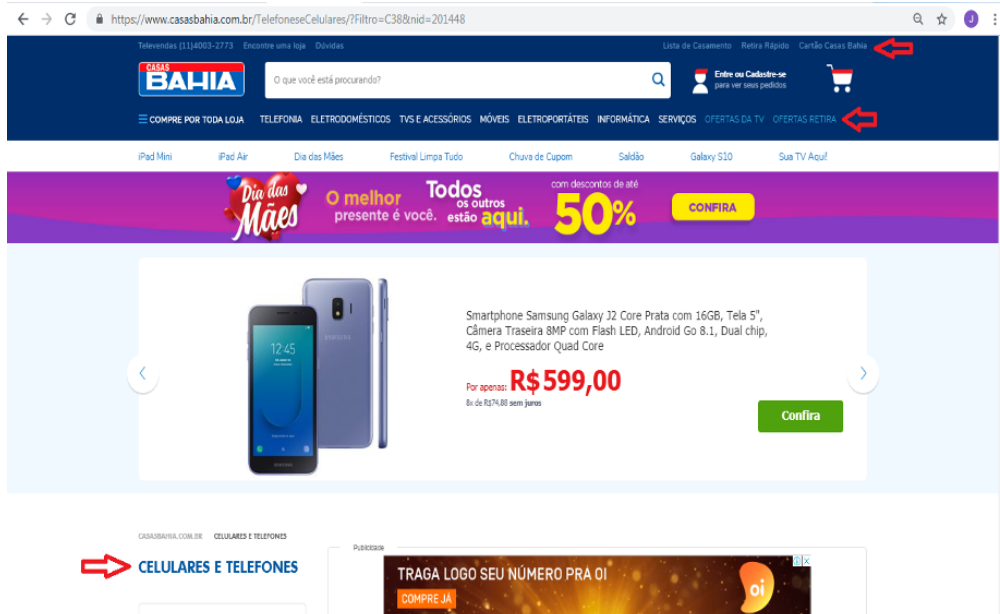 https://www.casasbahia.com.br/TelefoneseCelulares/?Filtro=C38&nid=201448
J
Televendas (11)4003-2773 Encontre uma loja Dúvidas Lista de Casamento Retira Rápido Cartão Casas Bahia
CASAS
BAHIA
O que você está procurando?
Entre ou Cadastre-se
para ver seus pedidos
COMPRE POR TODA LOJA TELEFONIA ELETRODOMÉSTICOS TVS E ACESSÓRIOS MÓVEIS ELETROPORTÁTEIS INFORMÁTICA SERVIÇOS OFERTAS DA TV OFERTAS RETIRA
iPad Mini iPad Air Dia das Mães Festival Limpa Tudo Chuva de Cupom Saldão Galaxy S10 Sua TV Aqui!
Dia das
Mães
O melhor
presente é você.
Todos
os outros
estão aqui.
com descontos de até
50%
CONFIRA
12:45
SAMSUNG
Smartphone Samsung Galaxy J2 Core Prata com 16GB, Tela 5",
Câmera Traseira 8MP com Flash LED, Android Go 8.1, Dual chip,
4G, e Processador Quad Core
Por apenas: R$599,00
8x de R$74,88 sem juros
Confira
CASASBAHIA.COM.BR CELULARES E TELEFONES
Publicidade
CELULARES E TELEFONES
TRAGA LOGO SEU NÚMERO PRA OI
COMPRE JÁ
oi